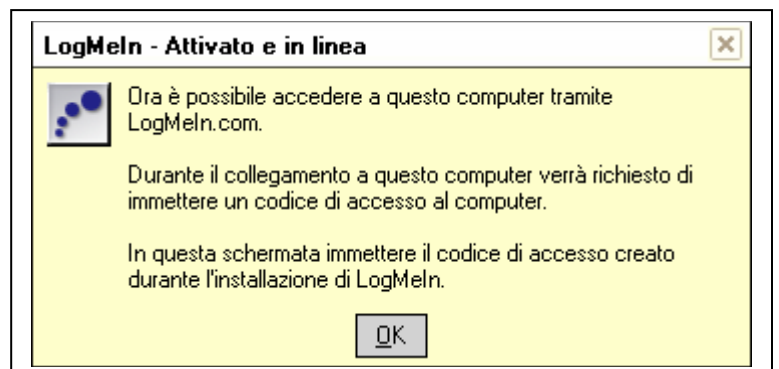 LogMeIn - Attivato e in linea
Ora è possibile accedere a questo computer tramite
LogMeIn.com.
Durante il collegamento a questo computer verrà richiesto di
immettere un codice di accesso al computer.
In questa schermata immettere il codice di accesso creato
durante l'installazione di LogMeIn.
OK